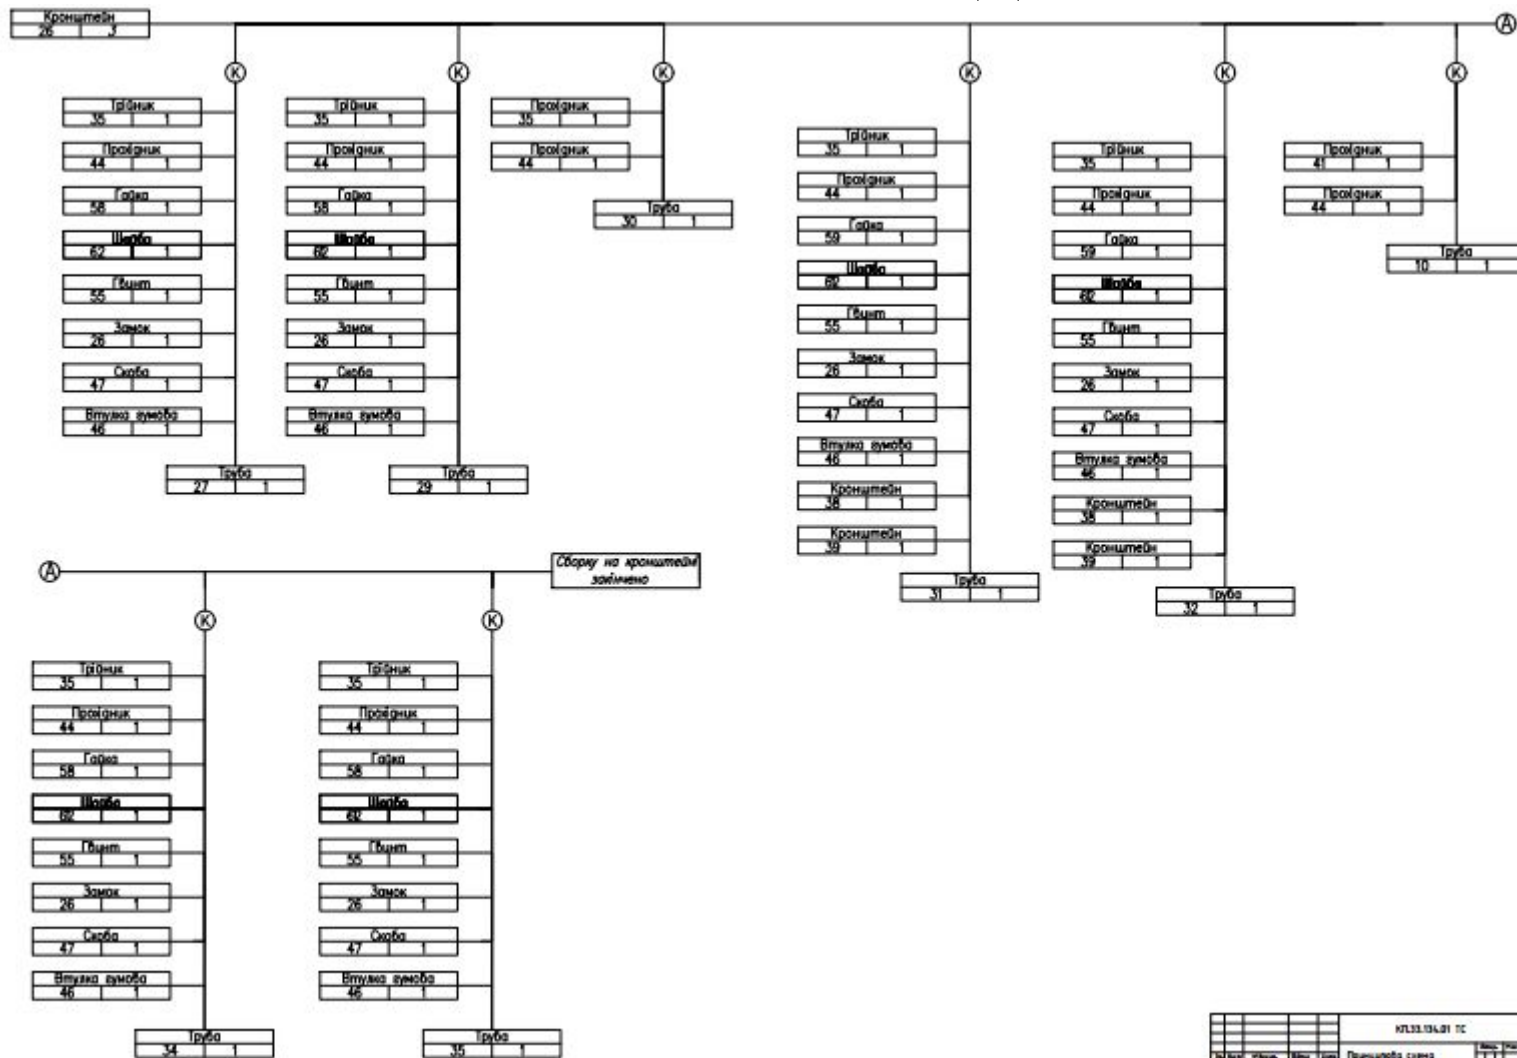 Кронштейн
26 3
А
К К К К К К
Трійник
35 1
Прохідник
44 1
Гайка
58 1
Шайба
62 1
Гвинт
55 1
Замок
26 1
Скоба
47 1
Втулка гумова
46 1
Труба
27 1
Трійник
35 1
Прохідник
44 1
Гайка
58 1
Шайба
1
Гвинт
55 1
Замок
26 1
Скоба
47 1
Втулка гумова
46 1
Труба
29 1
Прохідник
35 1
Прохідник
44 1
Труба
30 1
Трійник
35 1
Прохідник
44 1
Гайка
59 1
Шайба
1
Гвинт
55 1
Замок
26 1
Скоба
47 1
Втулка гумова
46 1
Кронштейн
38 1
Кронштейн
39 1
Труба
31 1
Трійник
35 1
Прохідник
44 1
Гайка
59 1
Шайба
1
Гвинт
55 1
Замок
26 1
Скоба
47 1
Втулка гумова
46 1
Кронштейн
38 1
Кронштейн
39 1
Труба
32 1
Прохідник
41 1
Прохідник
44 1
Труба
10 1
А
Сборку на кронштейн
закінчено
К К
Трійник
35 1
Прохідник
44 1
Гайка
58 1
Шайба
1
Гвинт
55 1
Замок
26 1
Скоба
47 1
Втулка гумова
46 1
Труба
34 1
Трійник
35 1
Прохідник
44 1
Гайка
58 1
Шайба
1
Гвинт
55 1
Замок
26 1
Скоба
47 1
Втулка гумова
46 1
Труба
35 1
КП.33.134.01 ТС
схема